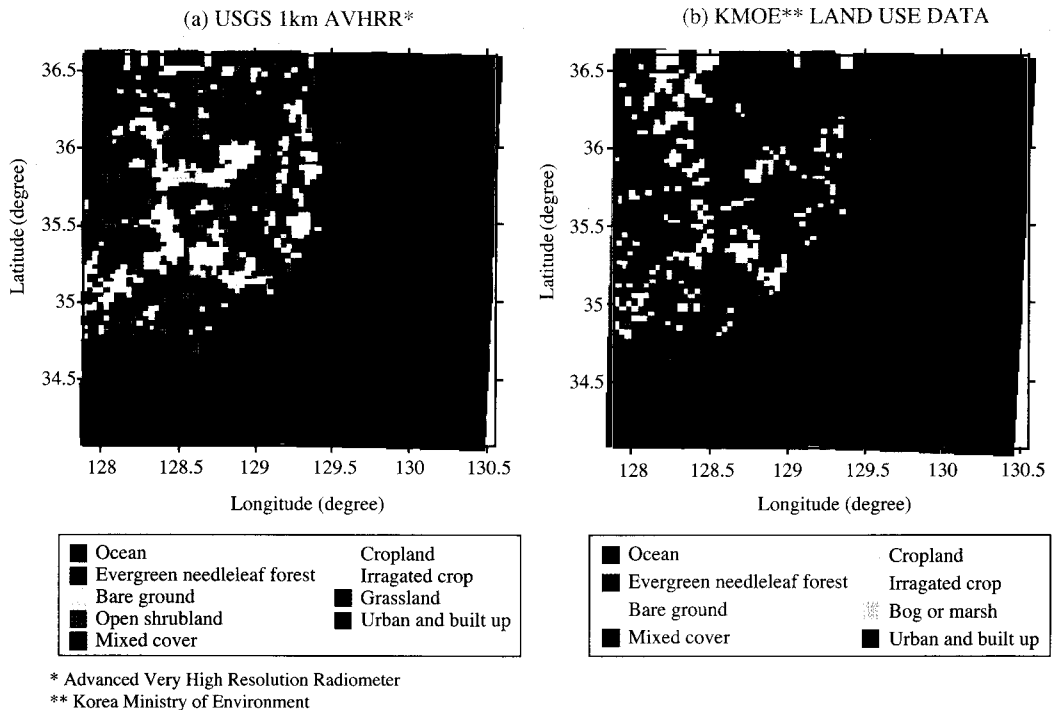 (a) USGS 1km AVHRR*
36.5
36
35.5
35
34.5
Latitude (degree)
128 128.5 129 129.5 130 130.5
Longitude (degree)
Ocean
Evergreen needleleaf forest
Bare ground
Open shrubland
Mixed cover
Cropland
Irragated crop
Grassland
Urban and built up
(b) KMOE** LAND USE DATA
36.5
36
35.5
35
34.5
Latitude (degree)
128 128.5 129 129.5 130 130.5
Longitude (degree)
Ocean
Evergreen needleleaf forest
Bare ground
Mixed cover
Cropland
Irragated crop
Bog or marsh
Urban and built up
* Advanced Very High Resolution Radiometer
** Korea Ministry of Environment